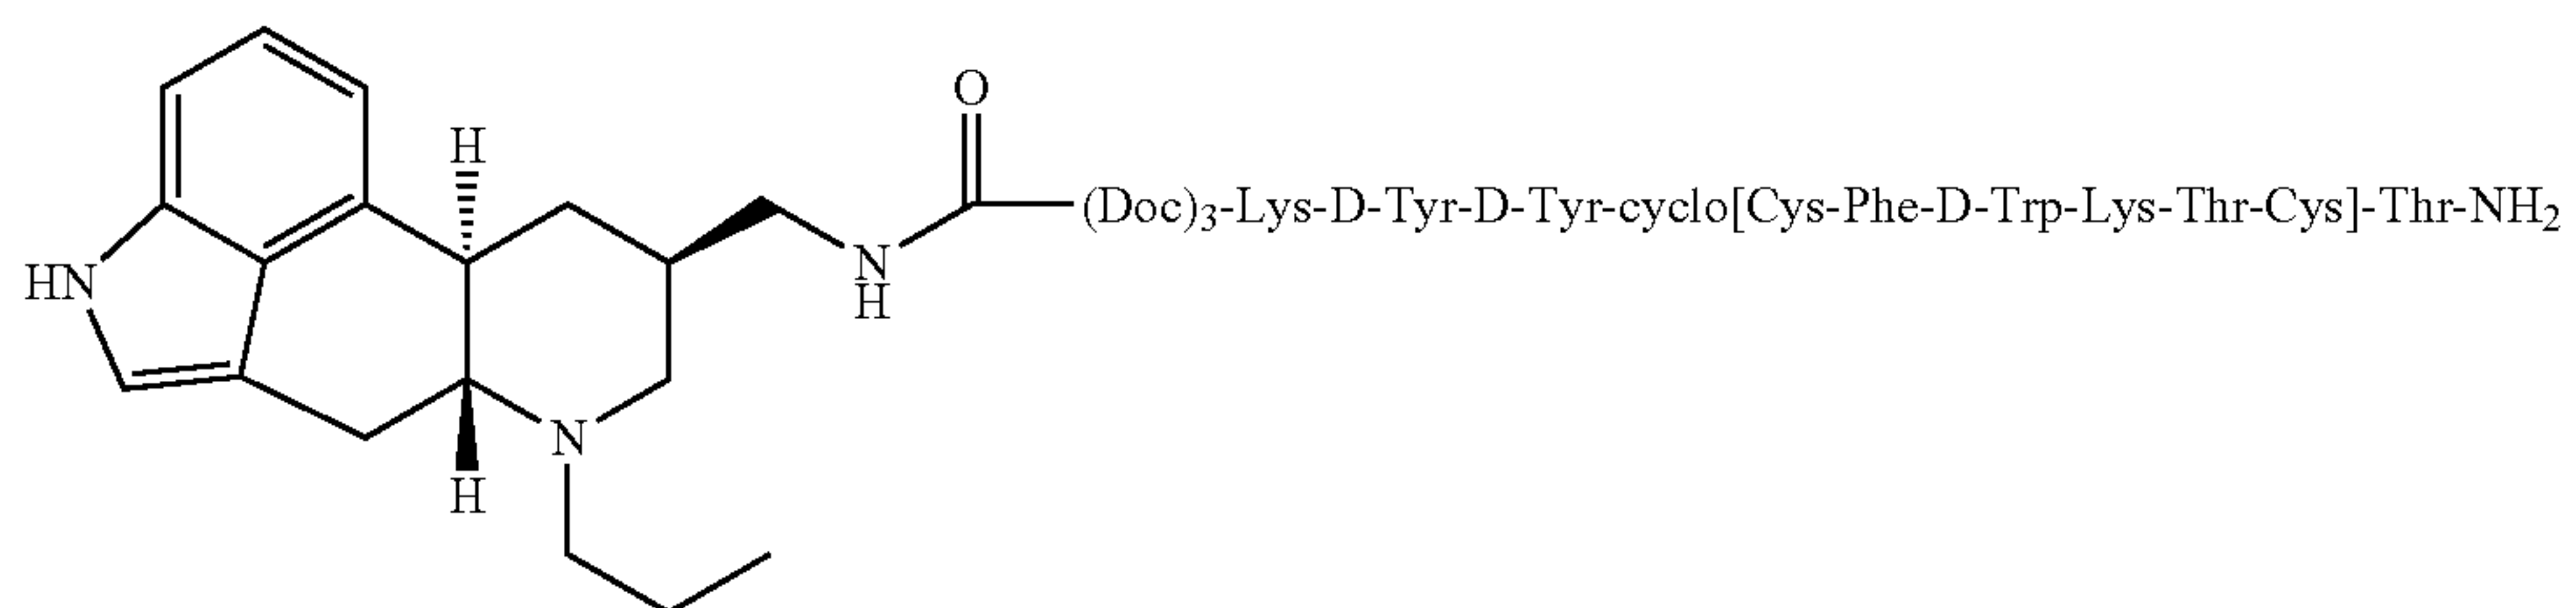 O
H
(Doc)3-Lys-D-Tyr-D-Tyr-cyclo[Cys-Phe-D-Trp-Lys-Thr-Cys]-Thr-NH2
HN
N
H
N
H